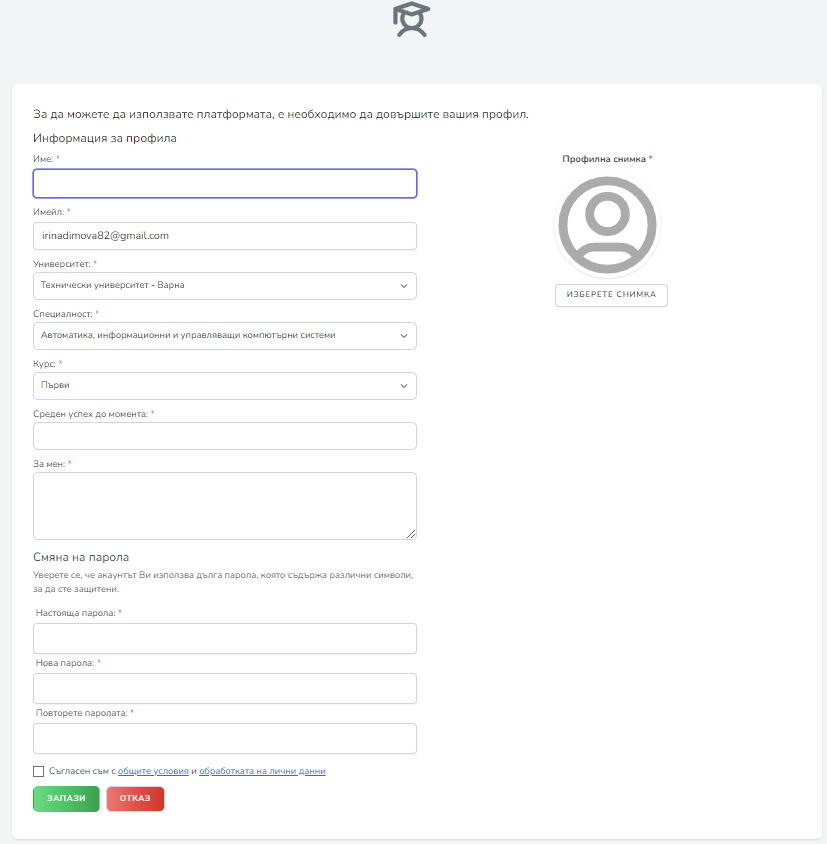 За да можете да използвате платформата, е необходимо да довършите вашия профил.
Информация за профила
Име: *
Имейл: *
irinadimova82@gmail.com
Университет: *
Технически университет - Варна
Специалност: *
Автоматика, информационни и управляващи компютърни системи
Курс: *
Първи
Среден успех до момента: *
За мен: *
Профилна снимка *
ИЗБЕРЕТЕ СНИМКА
Смяна на парола
Уверете се, че акаунтът Ви използва дълга парола, която съдържа различни символи,
за да сте защитени.
Настояща парола: *
Нова парола: *
Повторете паролата: *
Съгласен съм с общите условия и обработката на лични данни
ЗАПАЗИ
ОТКАЗ